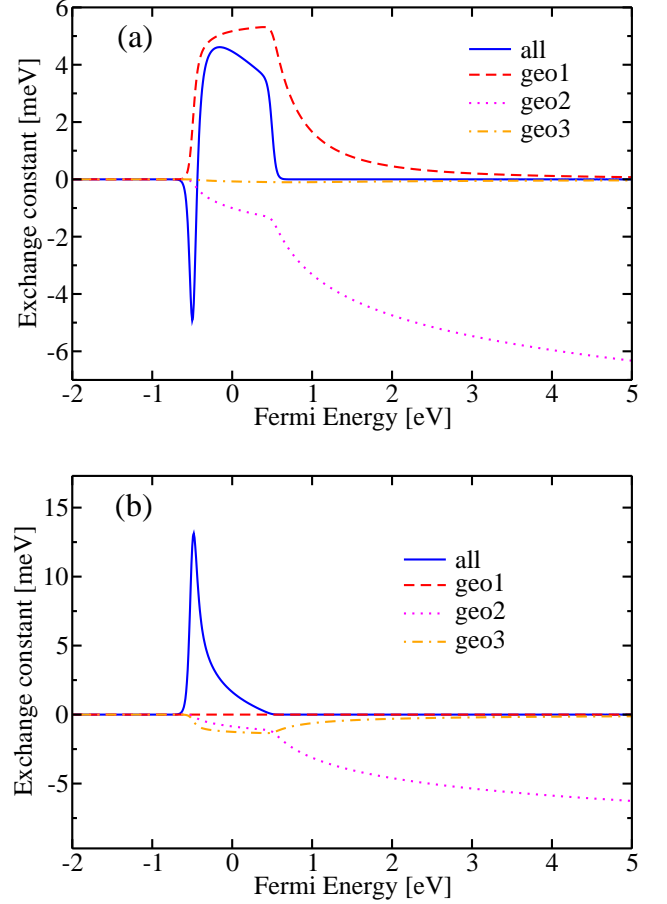 (a)
all
geo1
geo2
geo3
Exchange constant [meV]
6
4
2
0
-2
-4
-6
-2 -1 0 1 2 3 4 5
Fermi Energy [eV]
(b)
all
geo1
geo2
geo3
Exchange constant [meV]
15
10
5
0
-5
-2 -1 0 1 2 3 4 5
Fermi Energy [eV]